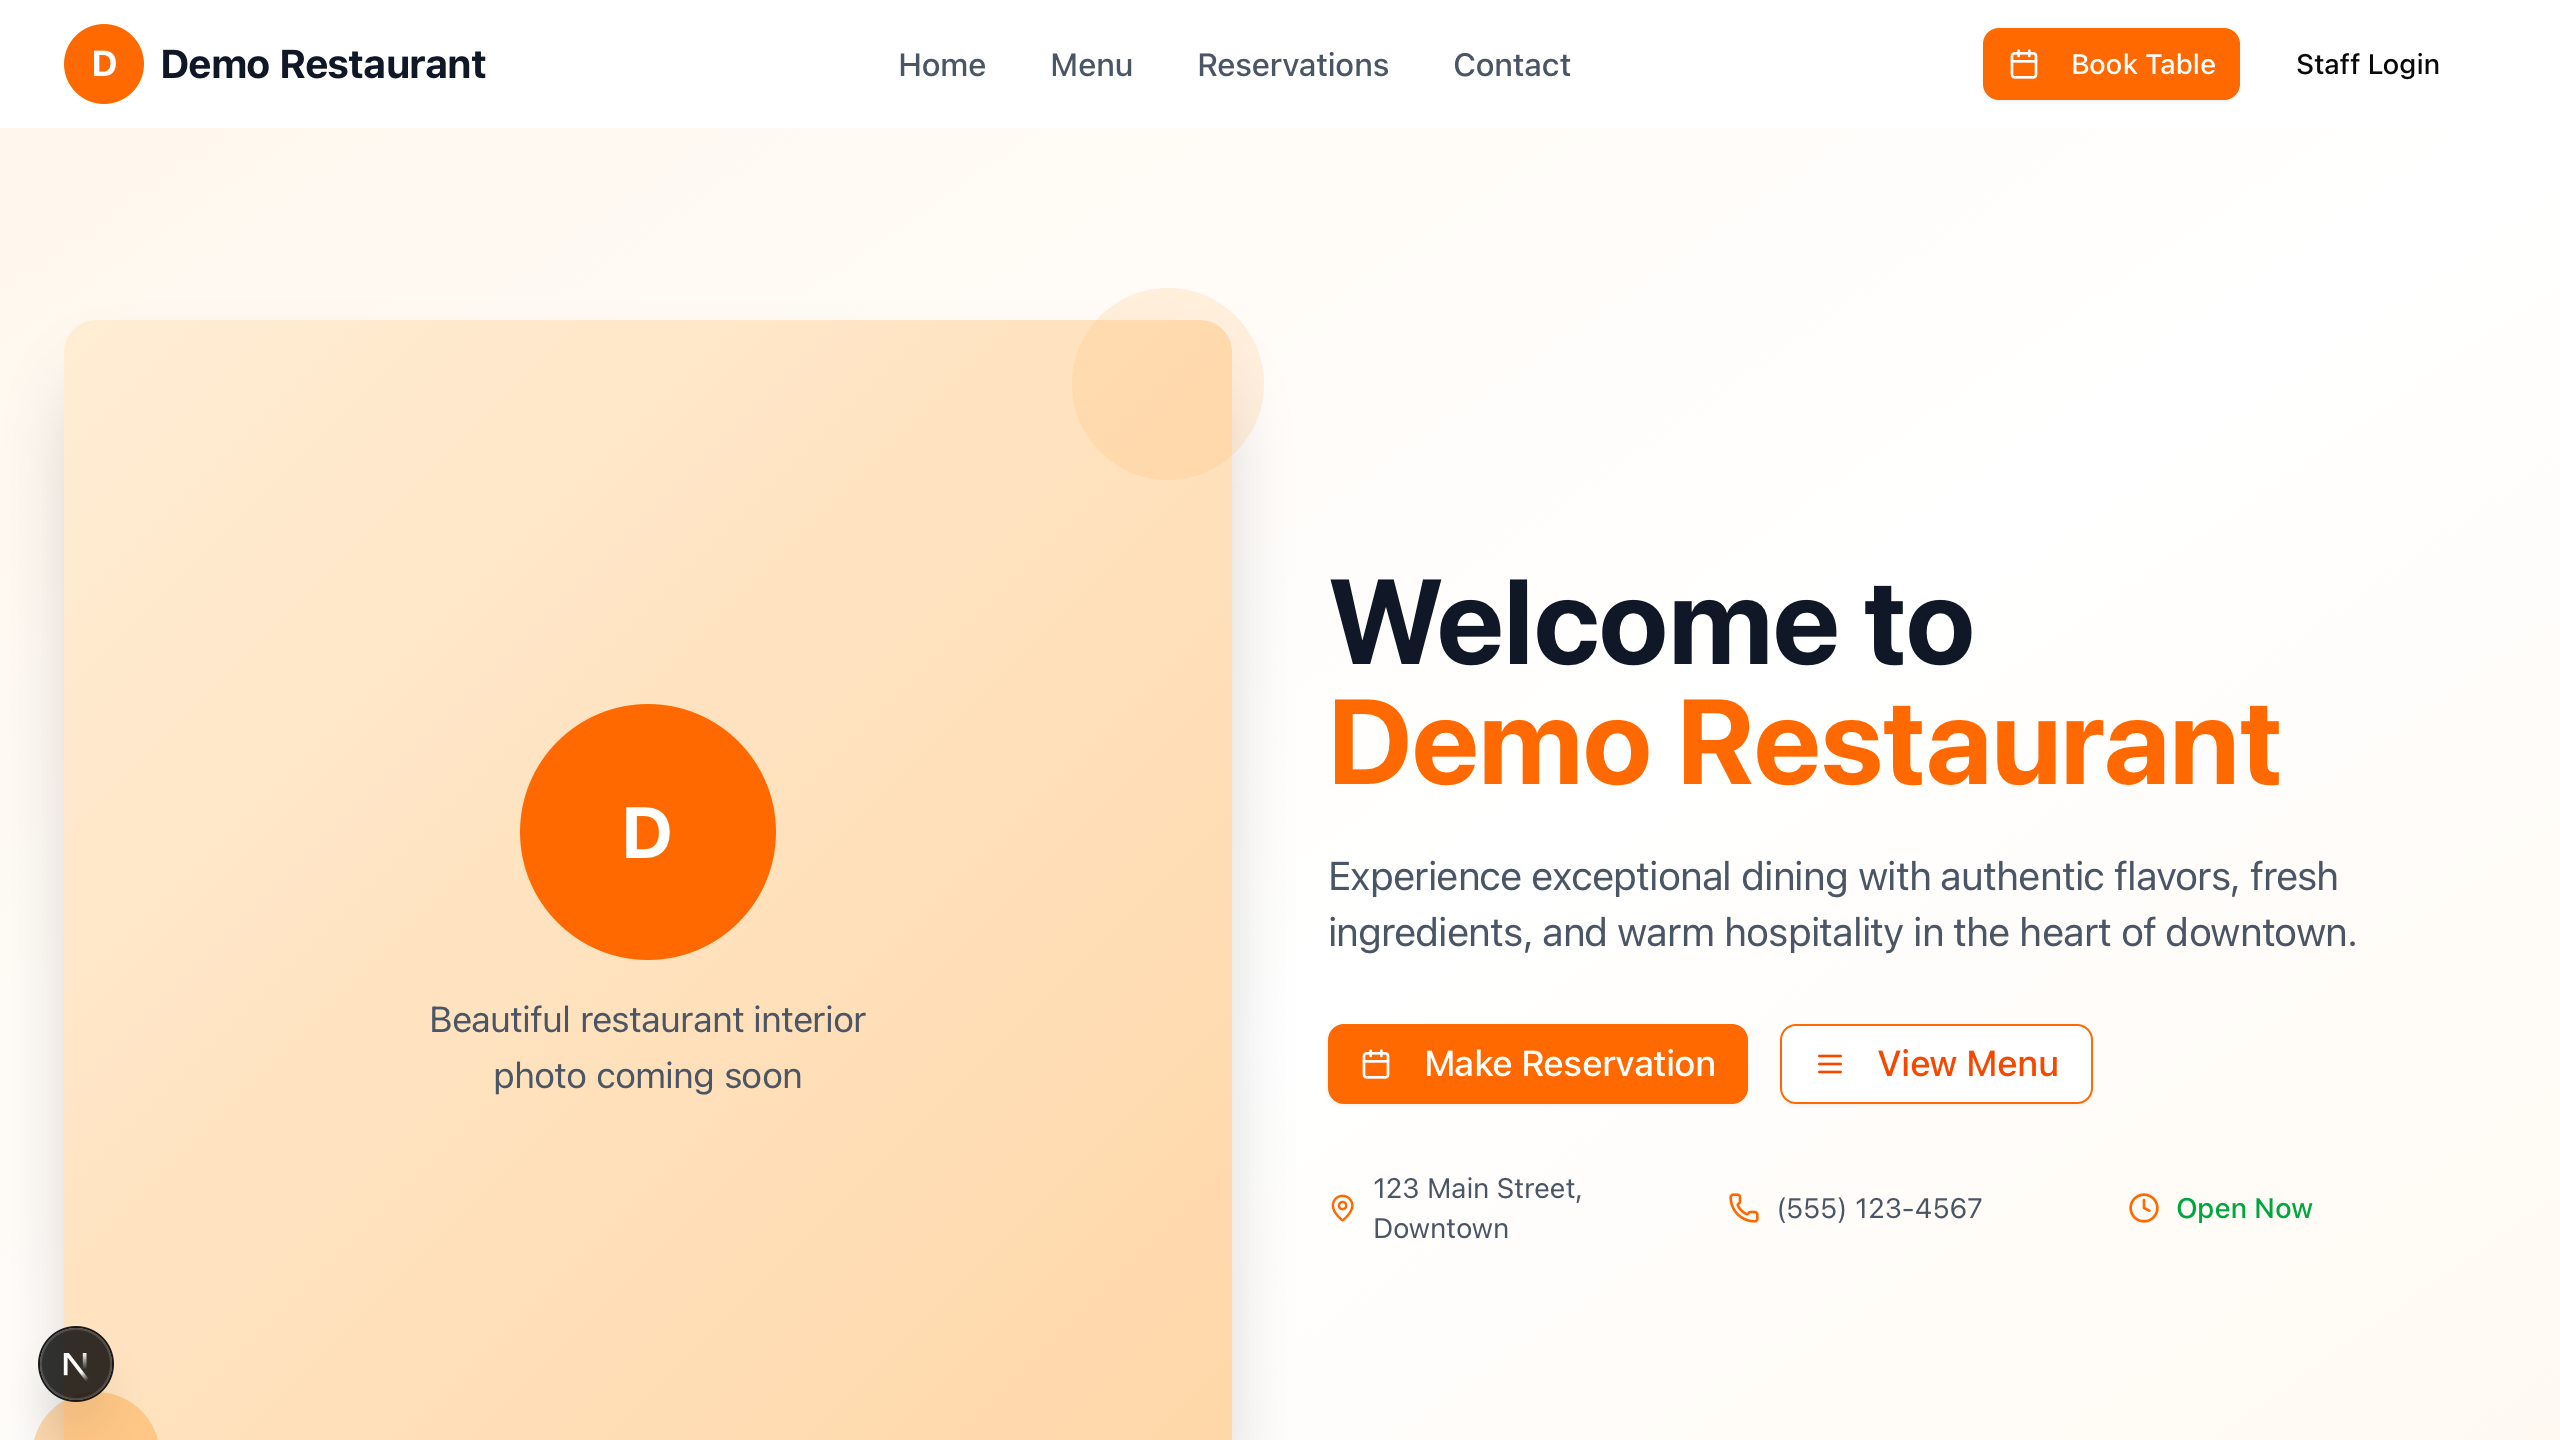 D
Demo Restaurant
Home
Menu
Reservations
Contact
Book Table
Staff Login
D
Beautiful restaurant interior
photo coming soon
Welcome to
Demo Restaurant
Experience exceptional dining with authentic flavors, fresh
ingredients, and warm hospitality in the heart of downtown.
Make Reservation
View Menu
123 Main Street,
Downtown
(555) 123-4567
Open Now
N